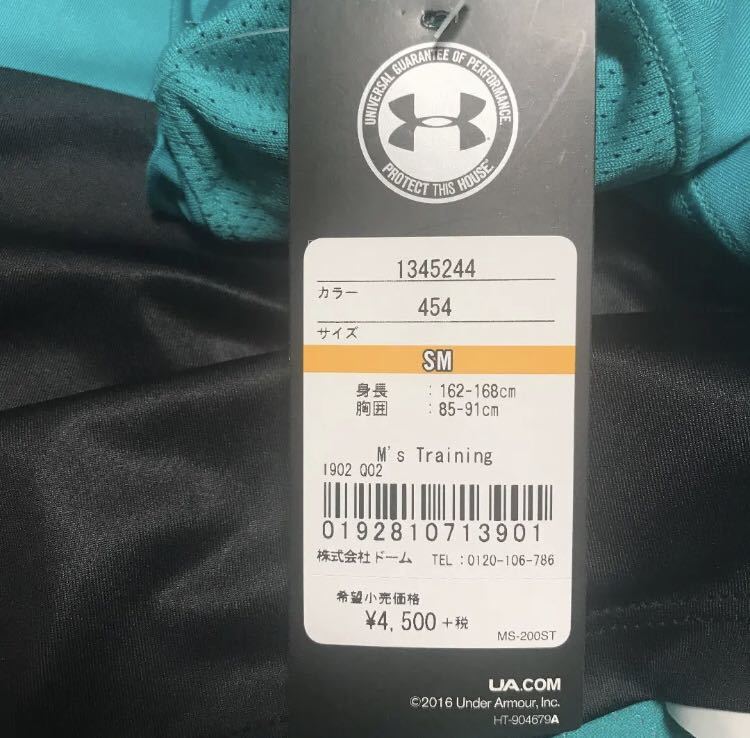 UNIVERSAL GUARANTEE OF PERFORMANCE.
PROTECT THIS HOUSE
1345244
カラー
454
サイズ
SM
身長 : 162-168cm
胸囲 : 85-91cm
M's Training
1902 Q02
0192810713901
株式会社ドーム TEL:0120-106-786
希望小売価格
¥4,500+税
MS-200ST
UA.COM
©2016 Under Armour, Inc.
HT-904679A